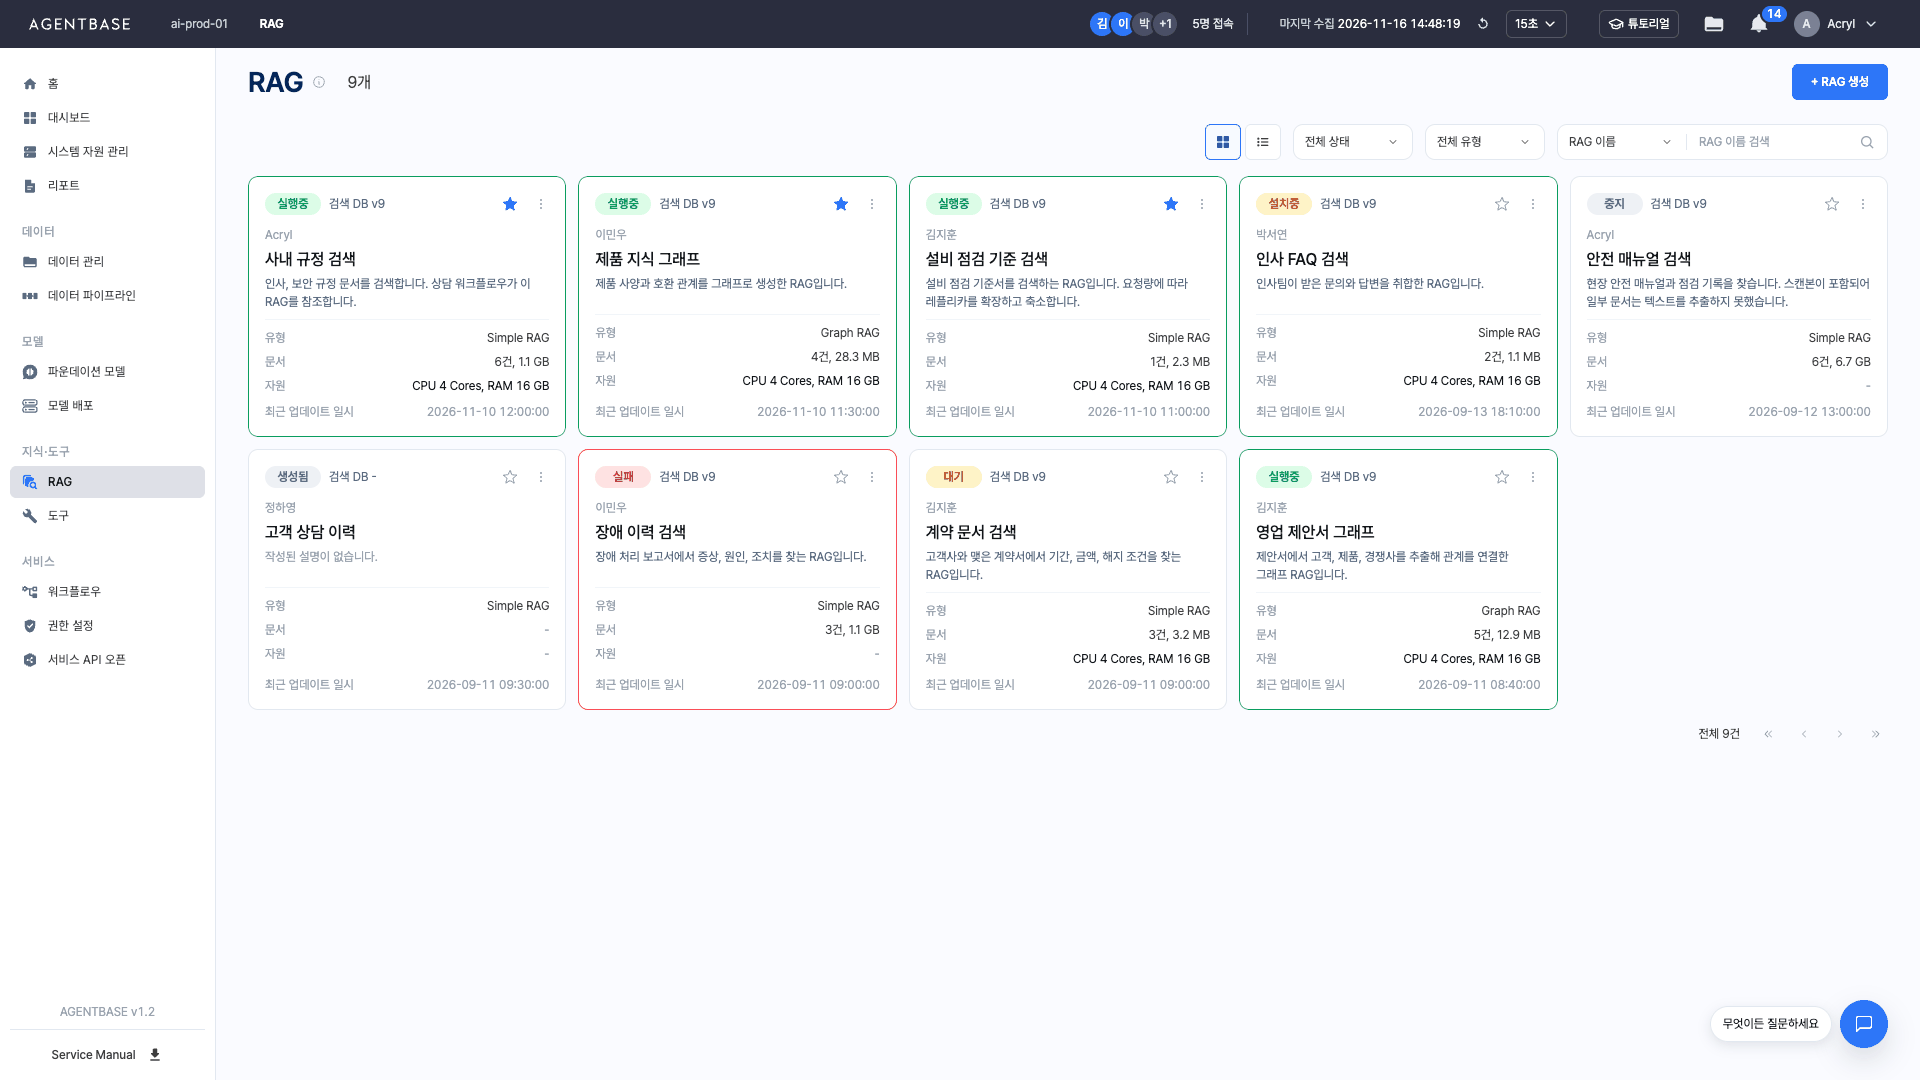 AGENTBASE
ai-prod-01
RAG
김 이 박 +1
5명 접속
마지막 수집 2026-11-16 14:48:19
15초
튜토리얼
14
A
Acryl
홈
대시보드
시스템 자원 관리
리포트
데이터
데이터 관리
데이터 파이프라인
모델
파운데이션 모델
모델 배포
지식·도구
RAG
도구
서비스
워크플로우
권한 설정
서비스 API 오픈
AGENTBASE v1.2
Service Manual
RAG
9개
+ RAG 생성
전체 상태
전체 유형
RAG 이름
RAG 이름 검색
실행중
검색 DB v9
Acryl
사내 규정 검색
인사, 보안 규정 문서를 검색합니다. 상담 워크플로우가 이
RAG를 참조합니다.
유형 Simple RAG
문서 6건, 1.1 GB
자원 CPU 4 Cores, RAM 16 GB
최근 업데이트 일시 2026-11-10 12:00:00
실행중
검색 DB v9
이민우
제품 지식 그래프
제품 사양과 호환 관계를 그래프로 생성한 RAG입니다.
유형 Graph RAG
문서 4건, 28.3 MB
자원 CPU 4 Cores, RAM 16 GB
최근 업데이트 일시 2026-11-10 11:30:00
실행중
검색 DB v9
김지훈
설비 점검 기준 검색
설비 점검 기준서를 검색하는 RAG입니다. 요청량에 따라
레플리카를 확장하고 축소합니다.
유형 Simple RAG
문서 1건, 2.3 MB
자원 CPU 4 Cores, RAM 16 GB
최근 업데이트 일시 2026-11-10 11:00:00
설치중
검색 DB v9
박서연
인사 FAQ 검색
인사팀이 받은 문의와 답변을 취합한 RAG입니다.
유형 Simple RAG
문서 2건, 1.1 MB
자원 CPU 4 Cores, RAM 16 GB
최근 업데이트 일시 2026-09-13 18:10:00
중지
검색 DB v9
Acryl
안전 매뉴얼 검색
현장 안전 매뉴얼과 점검 기록을 찾습니다. 스캔본이 포함되어
일부 문서는 텍스트를 추출하지 못했습니다.
유형 Simple RAG
문서 6건, 6.7 GB
자원 -
최근 업데이트 일시 2026-09-12 13:00:00
생성됨
검색 DB -
정하영
고객 상담 이력
작성된 설명이 없습니다.
유형 Simple RAG
문서 -
자원 -
최근 업데이트 일시 2026-09-11 09:30:00
실패
검색 DB v9
이민우
장애 이력 검색
장애 처리 보고서에서 증상, 원인, 조치를 찾는 RAG입니다.
유형 Simple RAG
문서 3건, 1.1 GB
자원 -
최근 업데이트 일시 2026-09-11 09:00:00
대기
검색 DB v9
김지훈
계약 문서 검색
고객사와 맺은 계약서에서 기간, 금액, 해지 조건을 찾는
RAG입니다.
유형 Simple RAG
문서 3건, 3.2 MB
자원 CPU 4 Cores, RAM 16 GB
최근 업데이트 일시 2026-09-11 09:00:00
실행중
검색 DB v9
김지훈
영업 제안서 그래프
제안서에서 고객, 제품, 경쟁사를 추출해 관계를 연결한
그래프 RAG입니다.
유형 Graph RAG
문서 5건, 12.9 MB
자원 CPU 4 Cores, RAM 16 GB
최근 업데이트 일시 2026-09-11 08:40:00
전체 9건
무엇이든 질문하세요